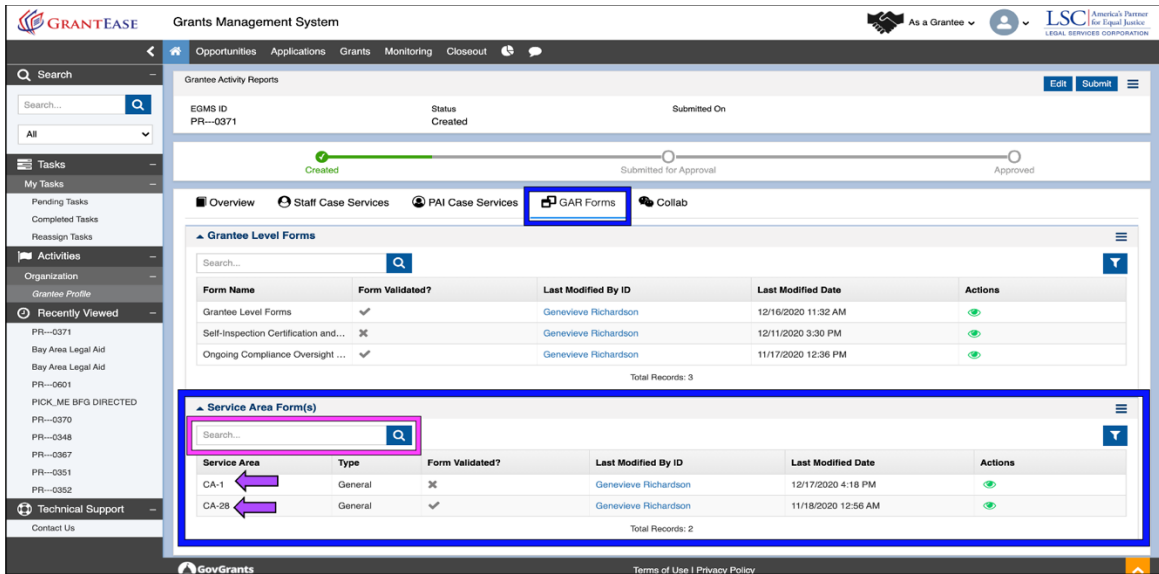 GRANTEASE
Grants Management System
As a Grantee
LSC America's Partner
for Equal Justice
LEGAL SERVICES CORPORATION
Opportunities Applications Grants Monitoring Closeout
Search
Search...
All
Tasks
My Tasks
Pending Tasks
Completed Tasks
Reassign Tasks
Activities
Organization
Grantee Profile
Recently Viewed
PR---0371
Bay Area Legal Aid
Bay Area Legal Aid
PR---0601
PICK_ME BFG DIRECTED
PR---0370
PR---0348
PR---0367
PR---0351
PR---0352
Technical Support
Contact Us
Grantee Activity Reports
Edit Submit
EGMS ID Status Submitted On
PR---0371 Created
Created Submitted for Approval Approved
Overview Staff Case Services PAI Case Services GAR Forms Collab
Grantee Level Forms
Search...
Form Name Form Validated? Last Modified By ID Last Modified Date Actions
Grantee Level Forms Genevieve Richardson 12/16/2020 11:32 AM
Self-Inspection Certification and... Genevieve Richardson 12/11/2020 3:30 PM
Ongoing Compliance Oversight ... Genevieve Richardson 11/17/2020 12:36 PM
Total Records: 3
Service Area Form(s)
Search...
Service Area Type Form Validated? Last Modified By ID Last Modified Date Actions
CA-1 General Genevieve Richardson 12/17/2020 4:18 PM
CA-28 General Genevieve Richardson 11/18/2020 12:56 AM
Total Records: 2
GovGrants Terms of Use | Privacy Policy